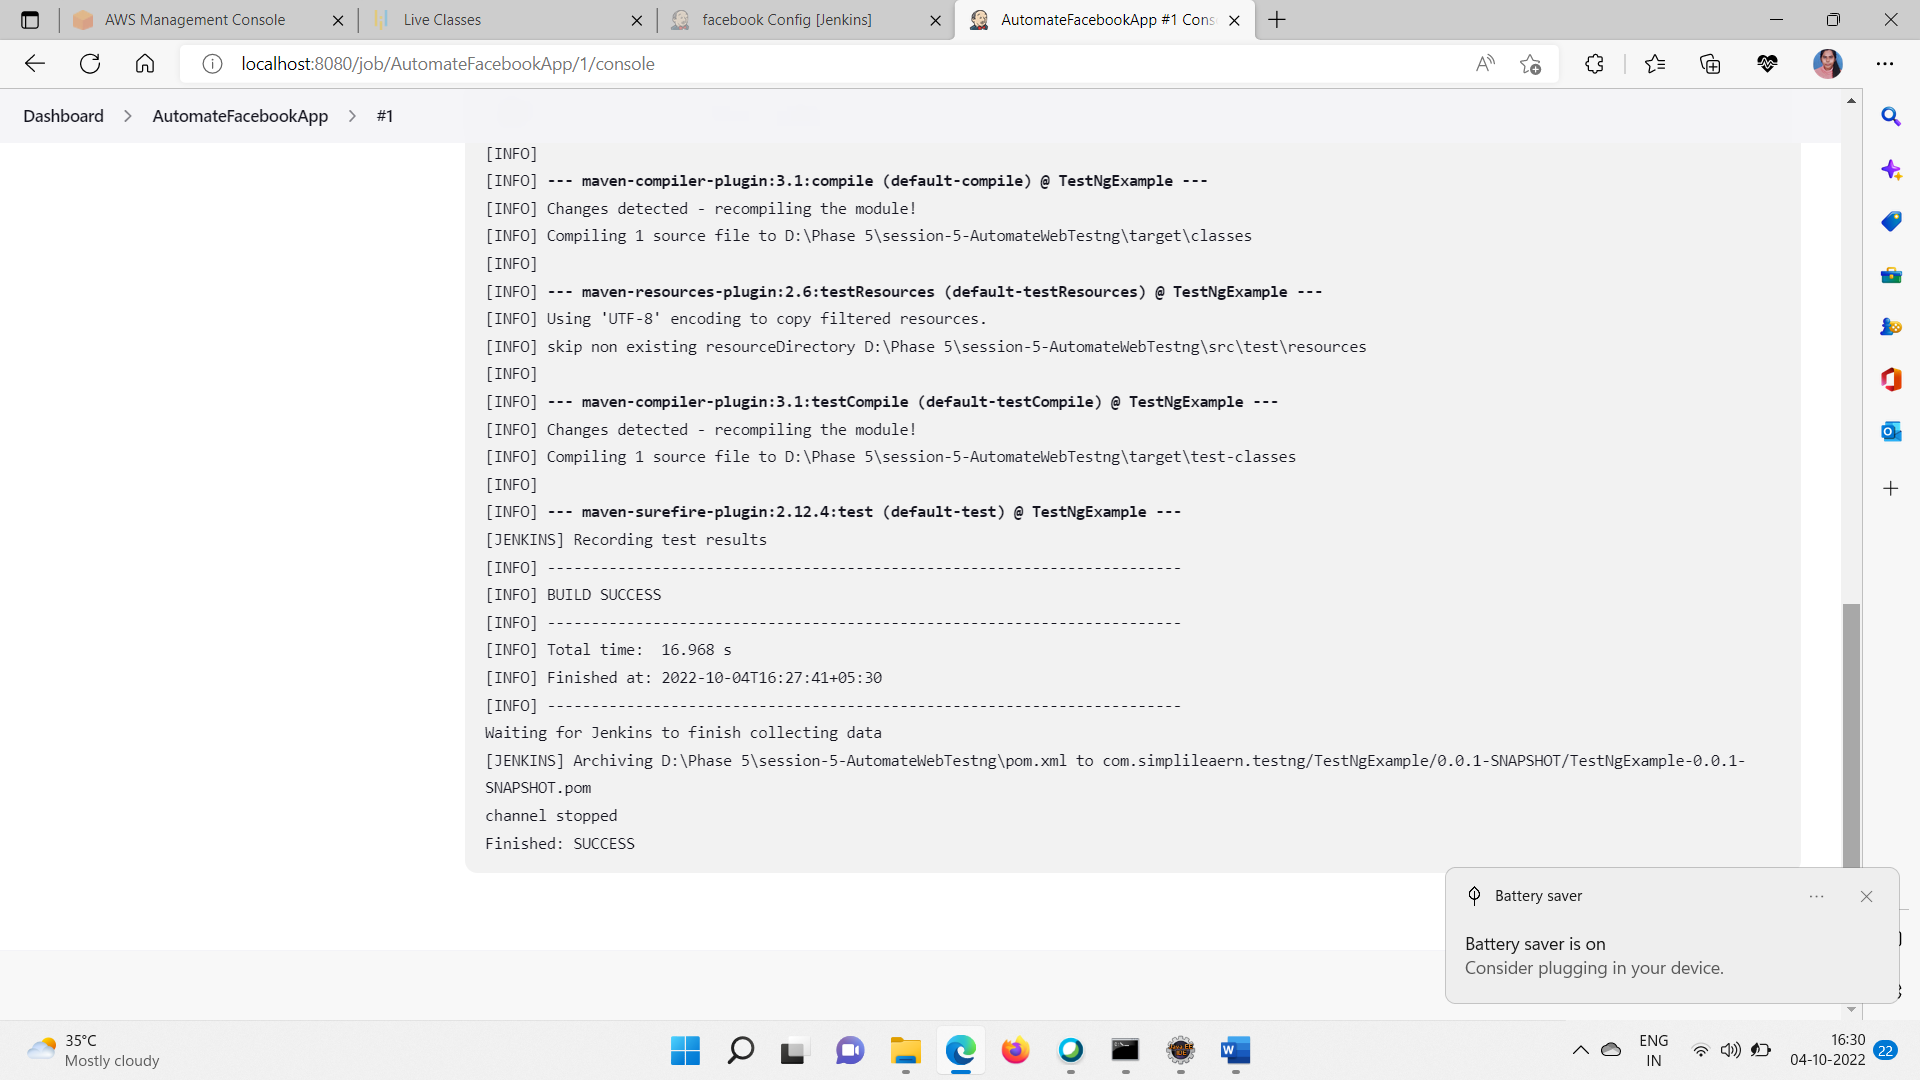 AWS Management Console
Live Classes
facebook Config [Jenkins]
AutomateFacebookApp #1 Cons
localhost:8080/job/AutomateFacebookApp/1/console
Dashboard
AutomateFacebookApp
#1
[INFO]
[INFO] --- maven-compiler-plugin:3.1:compile (default-compile) @ TestNgExample ---
[INFO] Changes detected - recompiling the module!
[INFO] Compiling 1 source file to D:\Phase 5\session-5-AutomateWebTestng\target\classes
[INFO]
[INFO] --- maven-resources-plugin:2.6:testResources (default-testResources) @ TestNgExample ---
[INFO] Using 'UTF-8' encoding to copy filtered resources.
[INFO] skip non existing resourceDirectory D:\Phase 5\session-5-AutomateWebTestng\src\test\resources
[INFO]
[INFO] --- maven-compiler-plugin:3.1:testCompile (default-testCompile) @ TestNgExample ---
[INFO] Changes detected - recompiling the module!
[INFO] Compiling 1 source file to D:\Phase 5\session-5-AutomateWebTestng\target\test-classes
[INFO]
[INFO] --- maven-surefire-plugin:2.12.4:test (default-test) @ TestNgExample ---
[JENKINS] Recording test results
[INFO] ------------------------------------------------------------------------
[INFO] BUILD SUCCESS
[INFO] ------------------------------------------------------------------------
[INFO] Total time:  16.968 s
[INFO] Finished at: 2022-10-04T16:27:41+05:30
[INFO] ------------------------------------------------------------------------
Waiting for Jenkins to finish collecting data
[JENKINS] Archiving D:\Phase 5\session-5-AutomateWebTestng\pom.xml to com.simplilearn.testng/TestNgExample/0.0.1-SNAPSHOT/TestNgExample-0.0.1-
SNAPSHOT.pom
channel stopped
Finished: SUCCESS
Battery saver
Battery saver is on
Consider plugging in your device.
35°C
Mostly cloudy
ENG
IN
16:30
04-10-2022
22